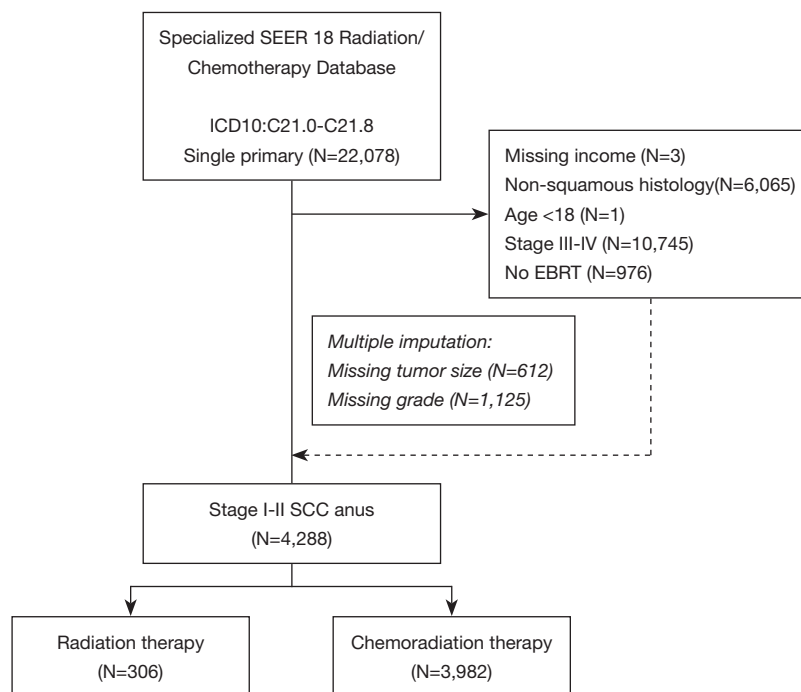 Specialized SEER 18 Radiation/
Chemotherapy Database
ICD10:C21.0-C21.8
Single primary (N=22,078)
Missing income (N=3)
Non-squamous histology(N=6,065)
Age <18 (N=1)
Stage III-IV (N=10,745)
No EBRT (N=976)
Multiple imputation:
Missing tumor size (N=612)
Missing grade (N=1,125)
Stage I-II SCC anus
(N=4,288)
Radiation therapy
(N=306)
Chemoradiation therapy
(N=3,982)